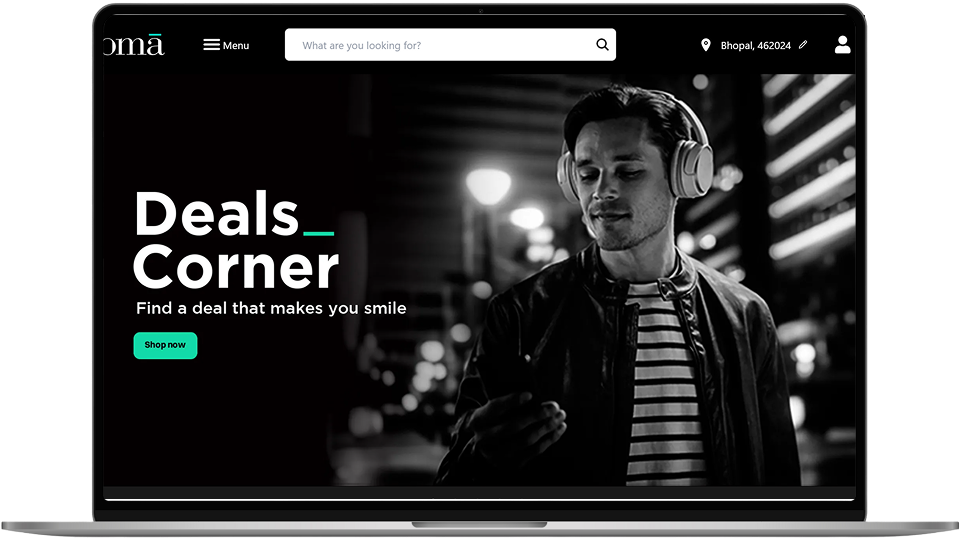 omā
Menu
What are you looking for?
Bhopal, 462024
Deals_
Corner
Find a deal that makes you smile
Shop now